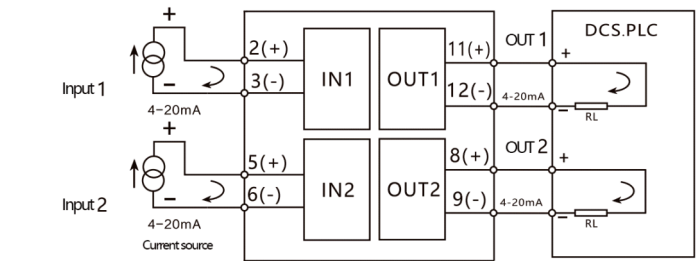 +
2(+)
Input 1
−
3(-)
4-20mA
IN1
OUT1
11(+)
12(-)
OUT 1
4-20mA
DCS.PLC
+
−
RL
+
5(+)
Input 2
−
6(-)
4-20mA
Current source
IN2
OUT2
8(+)
9(-)
OUT 2
4-20mA
+
−
RL